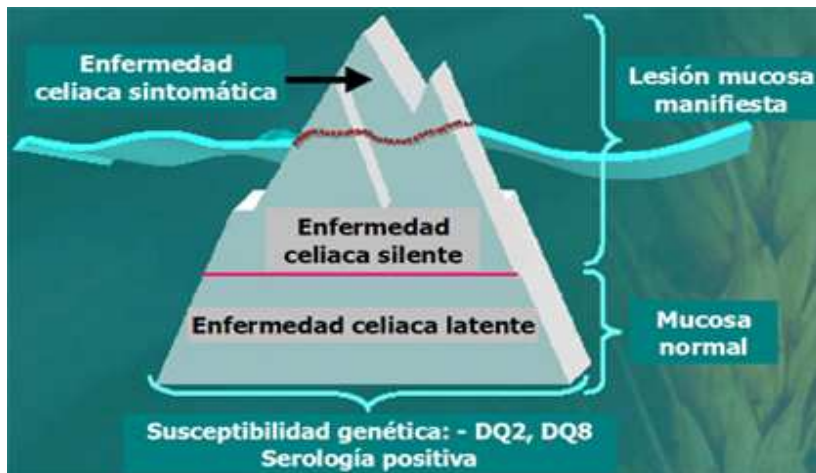 Enfermedad
celiaca sintomática
Lesión mucosa
manifiesta
Enfermedad
celiaca silente
Enfermedad celiaca latente
Mucosa
normal
Susceptibilidad genética: - DQ2, DQ8
Serología positiva